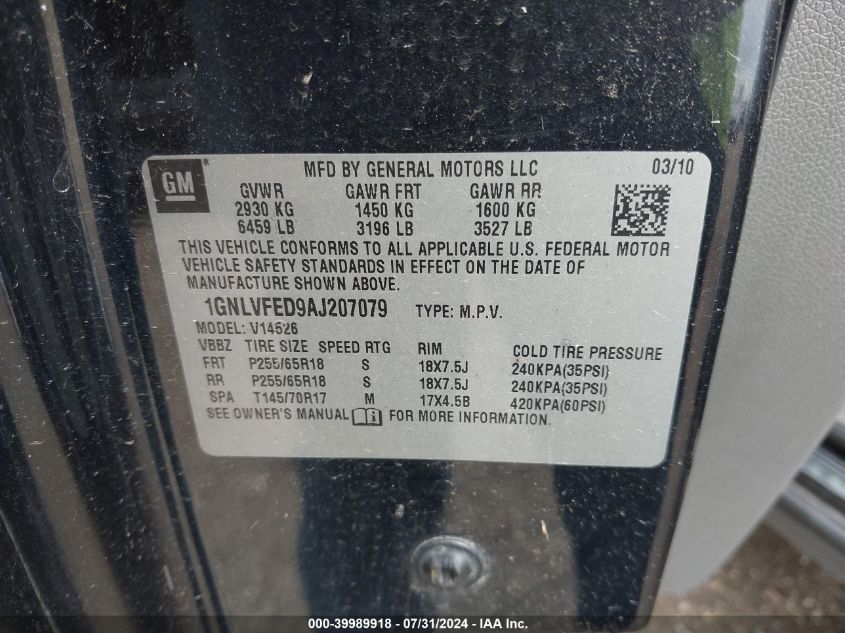 GM ® MFD BY GENERAL MOTORS LLC 03/10
GVWR GAWR FRT GAWR RR
2930 KG 1450 KG 1600 KG
6459 LB 3196 LB 3527 LB
THIS VEHICLE CONFORMS TO ALL APPLICABLE U.S. FEDERAL MOTOR
VEHICLE SAFETY STANDARDS IN EFFECT ON THE DATE OF
MANUFACTURE SHOWN ABOVE.
1GNLVFED9AJ207079 TYPE: M.P.V.
MODEL: V14526
VBBZ TIRE SIZE SPEED RTG RIM COLD TIRE PRESSURE
FRT P255/65R18 S 18X7.5J 240KPA(35PSI)
RR P255/65R18 S 18X7.5J 240KPA(35PSI)
SPA T145/70R17 M 17X4.5B 420KPA(60PSI)
SEE OWNER'S MANUAL FOR MORE INFORMATION.
000-39989918 - 07/31/2024 - IAA Inc.